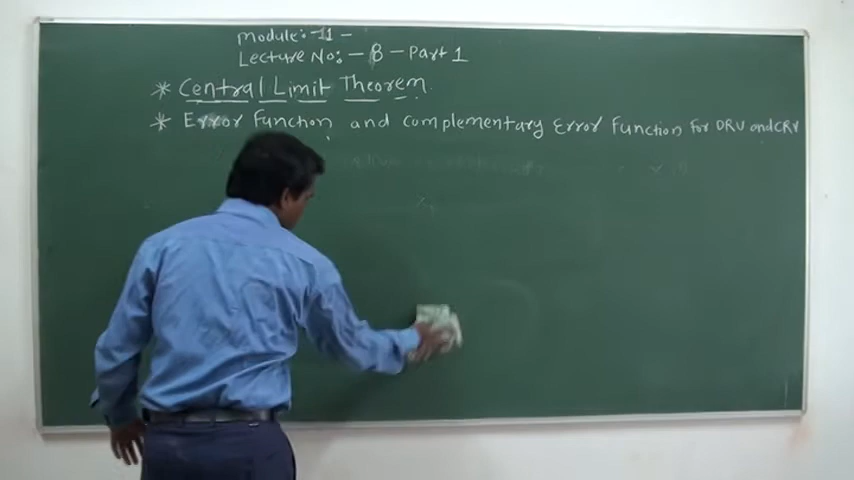 Module:-11-
Lecture No:- 8 - Part 1
* Central Limit Theorem
* Error Function and Complementary Error Function for DRV and CRV